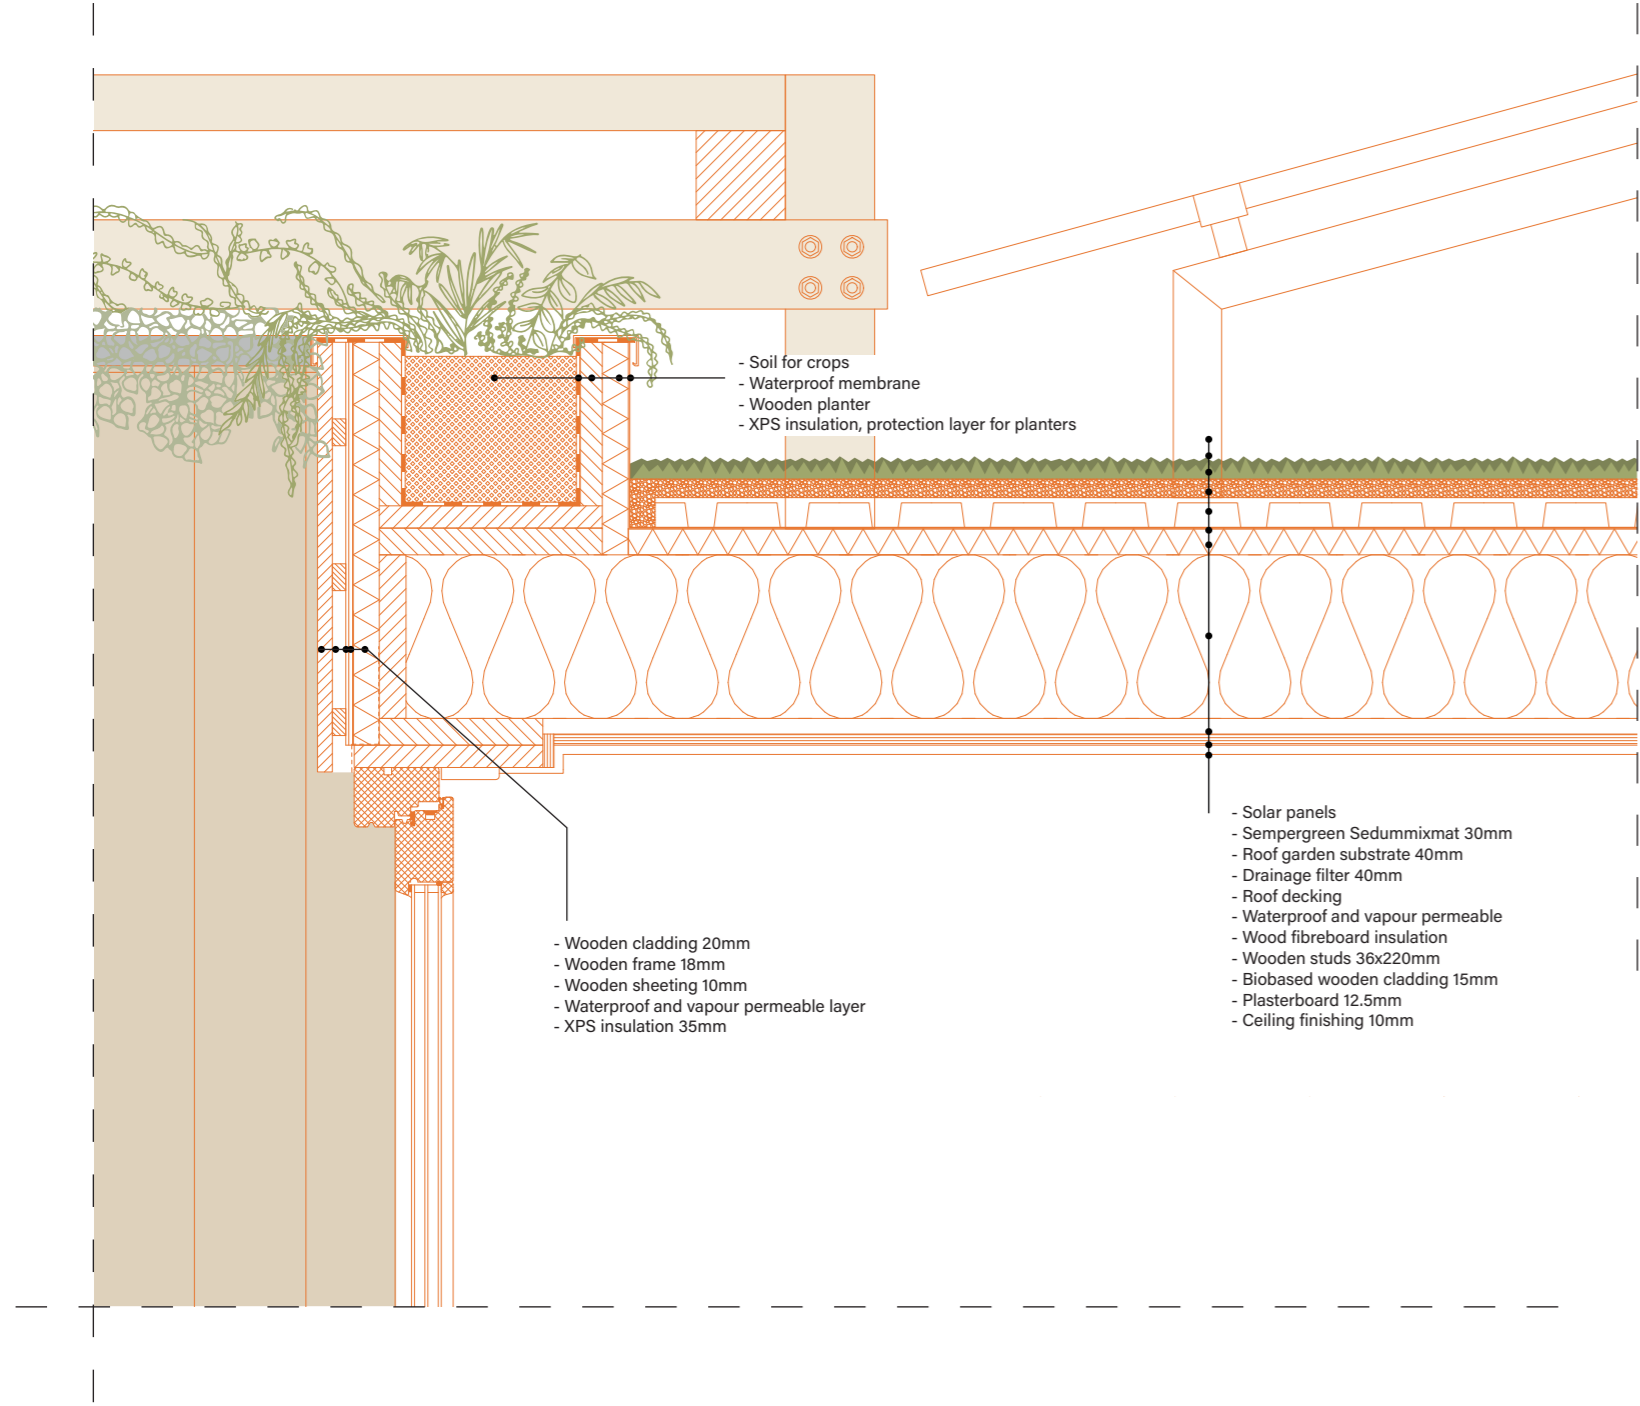 - Soil for crops
- Waterproof membrane
- Wooden planter
- XPS insulation, protection layer for planters
- Solar panels
- Sempergreen Sedummixmat 30mm
- Roof garden substrate 40mm
- Drainage filter 40mm
- Roof decking
- Waterproof and vapour permeable
- Wood fibreboard insulation
- Wooden studs 36x220mm
- Biobased wooden cladding 15mm
- Plasterboard 12.5mm
- Ceiling finishing 10mm
- Wooden cladding 20mm
- Wooden frame 18mm
- Wooden sheeting 10mm
- Waterproof and vapour permeable layer
- XPS insulation 35mm